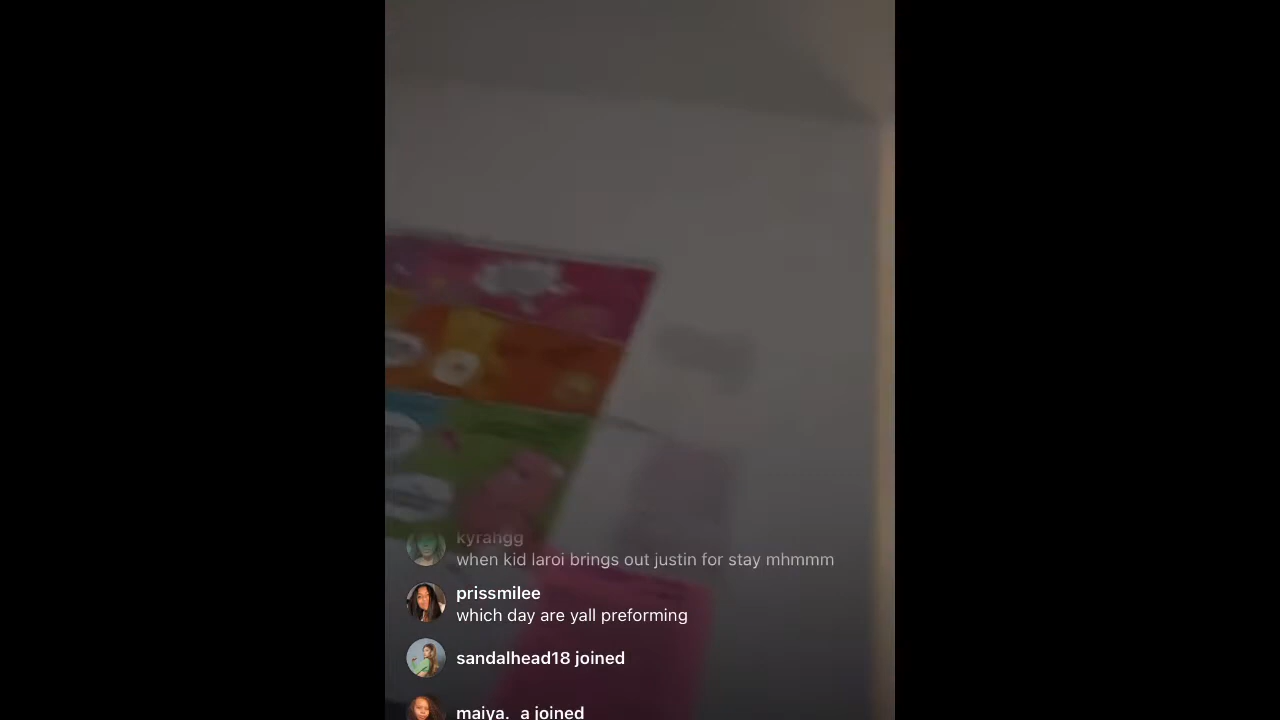 kyrahgg
when kid laroi brings out justin for stay mhmmm
prissmilee
which day are yall preforming
sandalhead18 joined
maiya._a joined